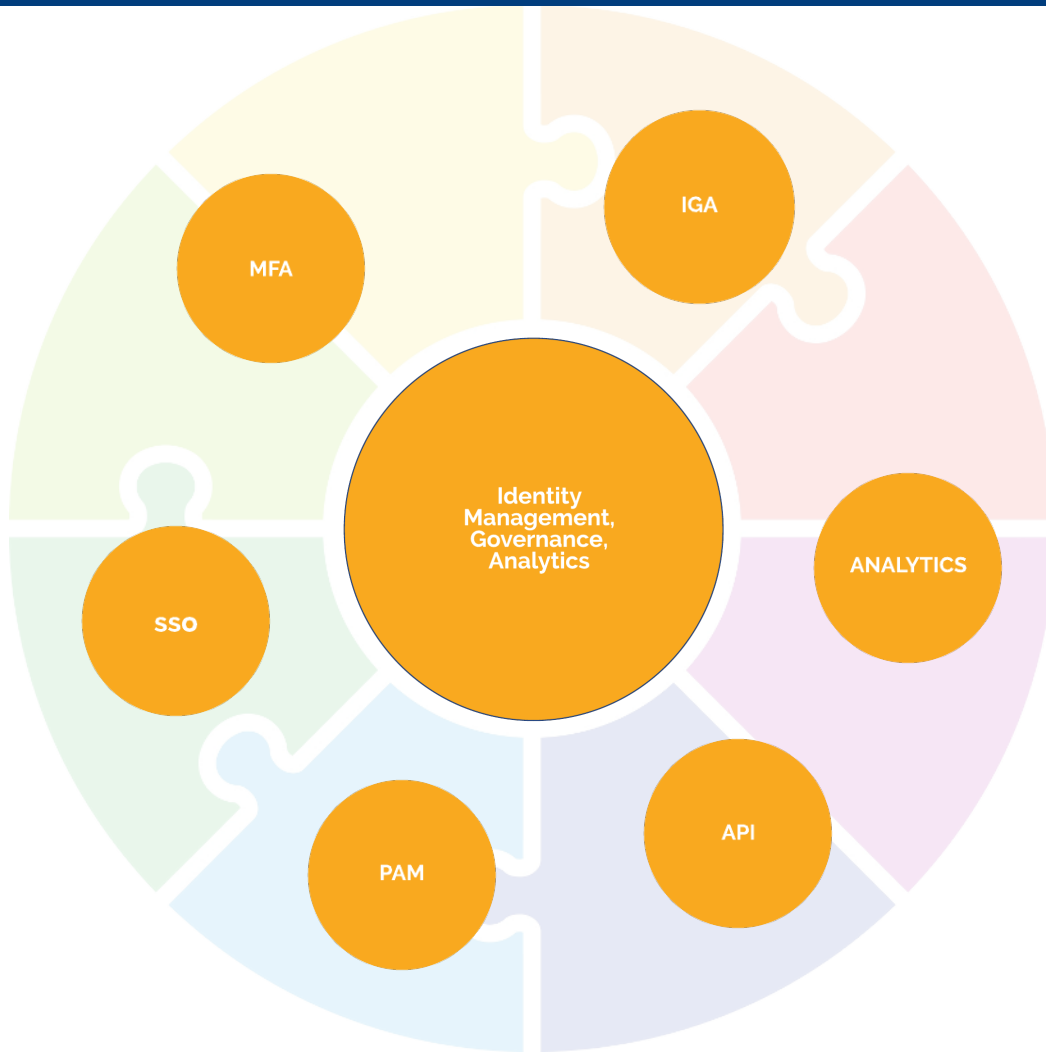 IGA
MFA
Identity
Management,
Governance,
Analytics
ANALYTICS
SSO
API
PAM